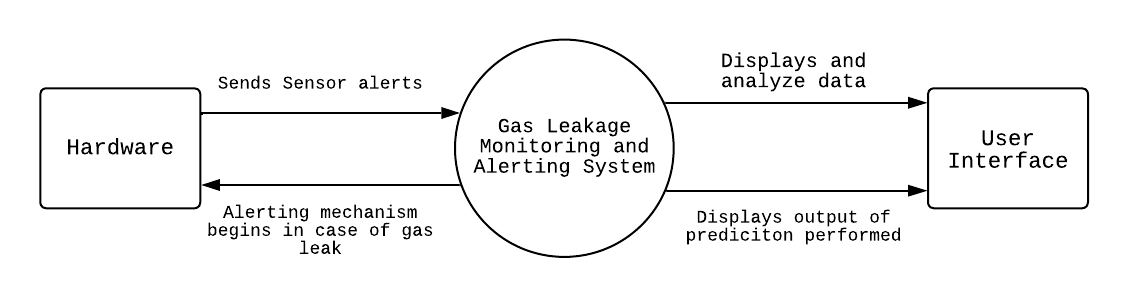 Hardware
Sends Sensor alerts
Alerting mechanism
begins in case of gas
leak
Gas Leakage
Monitoring and
Alerting System
Displays and
analyze data
Displays output of
prediciton performed
User
Interface